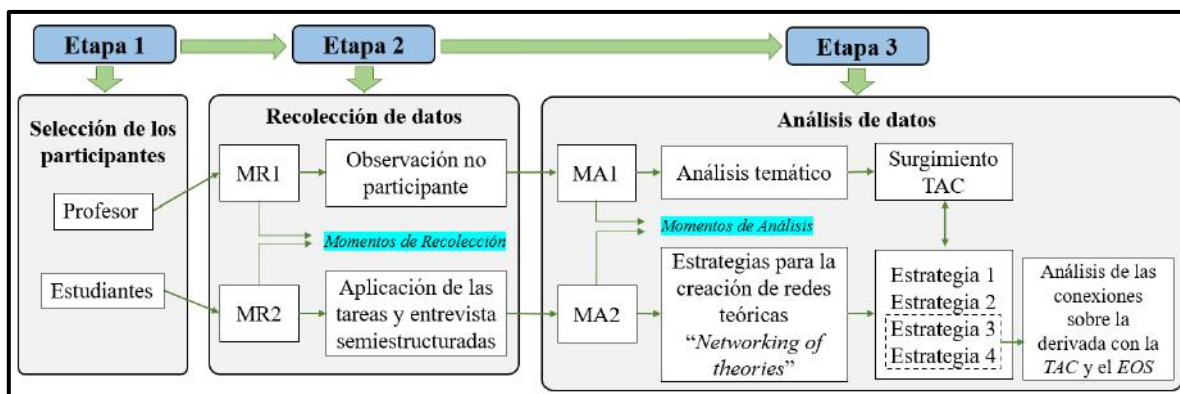 Etapa 1
Etapa 2
Etapa 3
Selección de los
participantes
Profesor
Estudiantes
Recolección de datos
MR1
Observación no
participante
Momentos de Recolección
MR2
Aplicación de las
tareas y entrevista
semiestructuradas
Análisis de datos
MA1
Análisis temático
Surgimiento
TAC
Momentos de Análisis
MA2
Estrategias para la
creación de redes
teóricas
“Networking of
theories”
Estrategia 1
Estrategia 2
Estrategia 3
Estrategia 4
Análisis de las
conexiones
sobre la
derivada con la
TAC y el EOS